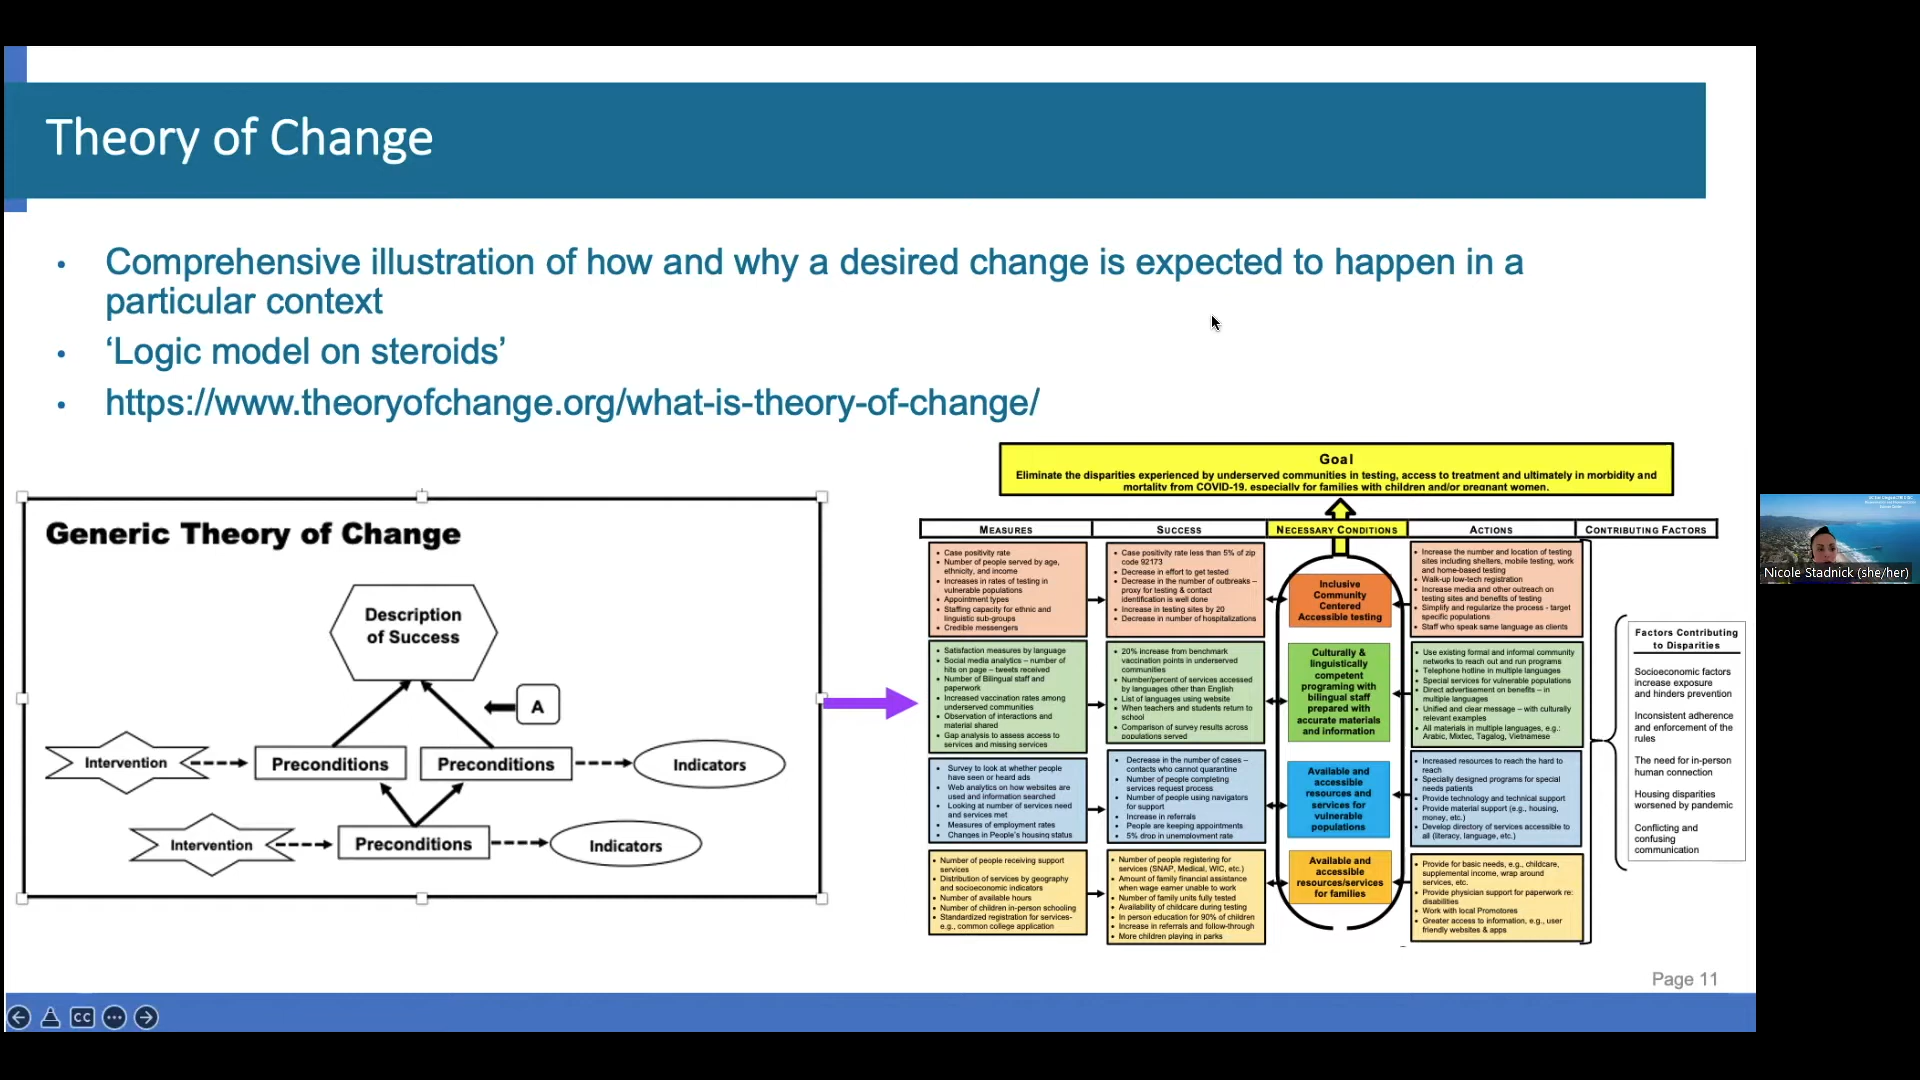 Theory of Change
• Comprehensive illustration of how and why a desired change is expected to happen in a
particular context
• ‘Logic model on steroids’
• https://www.theoryofchange.org/what-is-theory-of-change/
Generic Theory of Change
Description
of Success
A
Intervention
Preconditions
Preconditions
Indicators
Intervention
Preconditions
Indicators
Goal
Eliminate the disparities experienced by underserved communities in testing, access to treatment and ultimately in morbidity and
mortality from COVID-19, especially for families with children and/or pregnant women.
MEASURES
SUCCESS
NECESSARY CONDITIONS
ACTIONS
CONTRIBUTING FACTORS
• Case positivity rate
• Number of people served by age,
ethnicity, and income
• Increases in rates of testing in
vulnerable populations
• Appointment types
• Staffing capacity for ethnic and
linguistic sub-groups
• Credible messengers
• Case positivity rate less than 5% of zip
code 92173
• Decrease in effort to get tested
• Decrease in the number of outbreaks –
proxy for testing & contact
identification is well done
• Increase in testing sites by 20
• Decrease in number of hospitalizations
Inclusive
Community
Centered
Accessible testing
• Increase the number and location of testing
sites including shelters, mobile testing, work
and home-based testing
• Walk-up low-tech registration
• Increase media and other outreach on
testing sites and benefits of testing
• Simplify and regularize the process - target
specific populations
• Staff who speak same language as clients
• Satisfaction measures by language
• Social media analytics – number of
hits on page – tweets received
• Number of Bilingual staff and
paperwork
• Increased vaccination rates among
underserved communities
• Observation of interactions and
material shared
• Gap analysis to assess access to
services and missing services
• 20% increase from benchmark
vaccination points in underserved
communities
• Number/percent of services accessed
by languages other than English
• List of languages using website
• When teachers and students return to
school
• Comparison of survey results across
populations served
Culturally &
linguistically
competent
programing with
bilingual staff
prepared with
accurate materials
and information
• Use existing formal and informal community
networks to reach out and run programs
• Telephone hotline in multiple languages
• Special services for vulnerable populations
• Direct advertisement on benefits – in
multiple languages
• Unified and clear message – with culturally
relevant examples
• All materials in multiple languages, e.g.:
Arabic, Mixtec, Tagalog, Vietnamese
• Survey to look at whether people
have seen or heard ads
• Web analytics on how websites are
used and information searched
• Looking at number of services need
and services met
• Measures of employment rates
• Changes in People's housing status
• Decrease in the number of cases –
contacts who cannot quarantine
• Number of people completing
services request process
• Number of people using navigators
for support
• Increase in referrals
• People are keeping appointments
• 5% drop in unemployment rate
Available and
accessible
resources and
services for
vulnerable
populations
• Increased resources to reach the hard to
reach
• Specially designed programs for special
needs patients
• Provide technology and technical support
• Provide material support (e.g., housing,
money, etc.)
• Develop directory of services accessible to
all (literacy, language, etc.)
• Number of people receiving support
services
• Distribution of services by geography
and socioeconomic indicators
• Number of available hours
• Number of children in-person schooling
• Standardized registration for services-
e.g., common college application
• Number of people registering for
services (SNAP, Medical, WIC, etc.)
• Amount of family financial assistance
when wage earner unable to work
• Number of family units fully tested
• Availability of childcare during testing
• In person education for 90% of children
• Increase in referrals and follow-through
• More children playing in parks
Available and
accessible
resources/services
for families
• Provide for basic needs, e.g., childcare,
supplemental income, wrap around
services, etc.
• Provide physician support for paperwork re:
disabilities
• Work with local Promotores
• Greater access to information, e.g., user
friendly websites & apps
Factors Contributing
to Disparities
Socioeconomic factors
increase exposure
and hinders prevention
Inconsistent adherence
and enforcement of the
rules
The need for in-person
human connection
Housing disparities
worsened by pandemic
Conflicting and
confusing
communication
Page 11
CC
Nicole Stadnick (she/her)